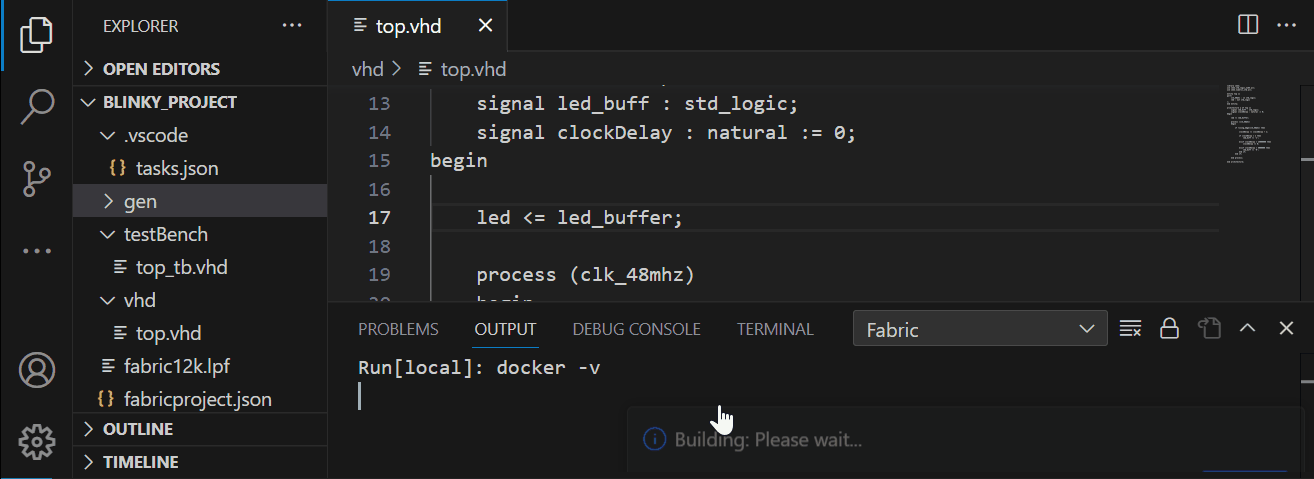 EXPLORER
OPEN EDITORS
BLINKY_PROJECT
.vscode
{} tasks.json
gen
testBench
top_tb.vhd
vhd
top.vhd
fabric12k.lpf
{} fabricproject.json
OUTLINE
TIMELINE
top.vhd
vhd > top.vhd
13 signal led_buff : std_logic;
14 signal clockDelay : natural := 0;
15 begin
16
17 led <= led_buffer;
18
19 process (clk_48mhz)
PROBLEMS OUTPUT DEBUG CONSOLE TERMINAL Fabric
Run[local]: docker -v
Building: Please wait...